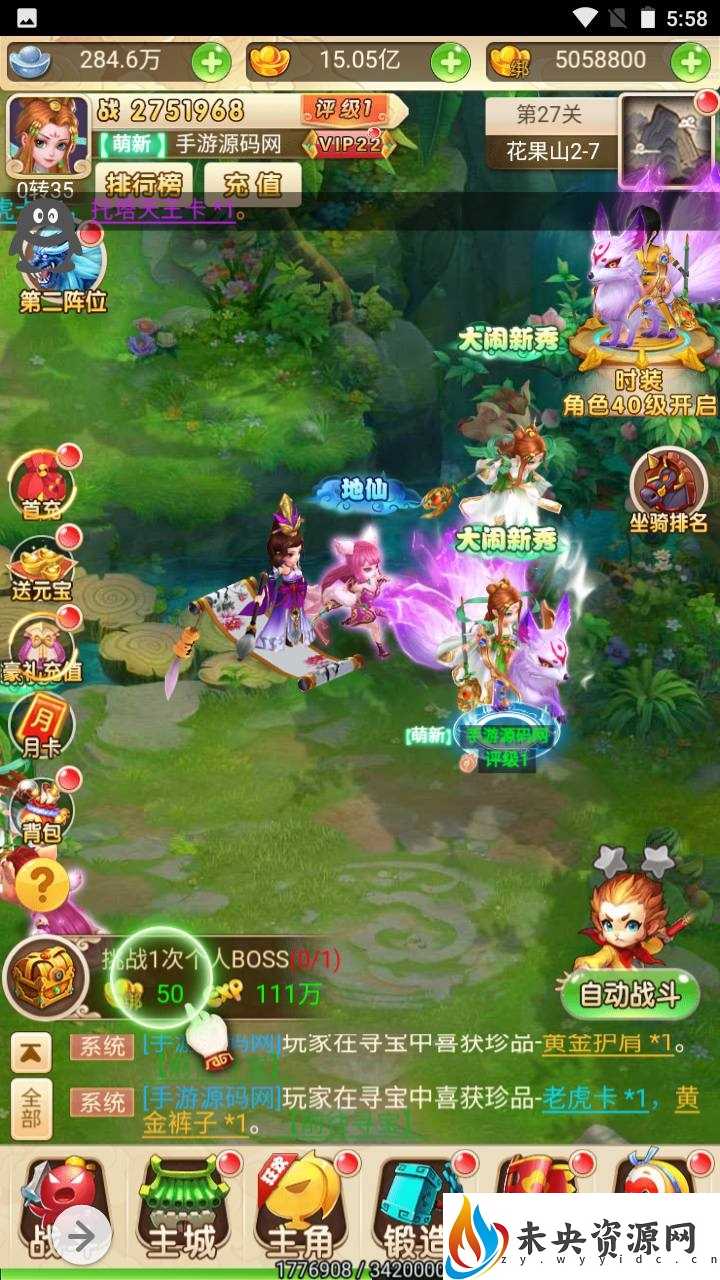 5:58
284.6万
15.05亿
绑
5058800
战 2751968
评级1
第27关
萌新
手游源码网
VIP22
花果山2-7
0转35
排行榜
充值
托塔天王卡*1。
第二阵位
大闹新秀
时装
角色40级开启
首充
地仙
坐骑排名
大闹新秀
送元宝
豪礼充值
月
月卡
[萌新]
手游源码网
评级1
背包
?
挑战1次个人BOSS(0/1)
50
111万
自动战斗
系统
[手游源码网]玩家在寻宝中喜获珍品-黄金护肩 *1。
全部
系统
[手游源码网]玩家在寻宝中喜获珍品-老虎卡 *1，黄金裤子 *1。
狂欢
主城
主角
锻造
1776908 / 3420000
未央资源网
zy.wyyidc.cn